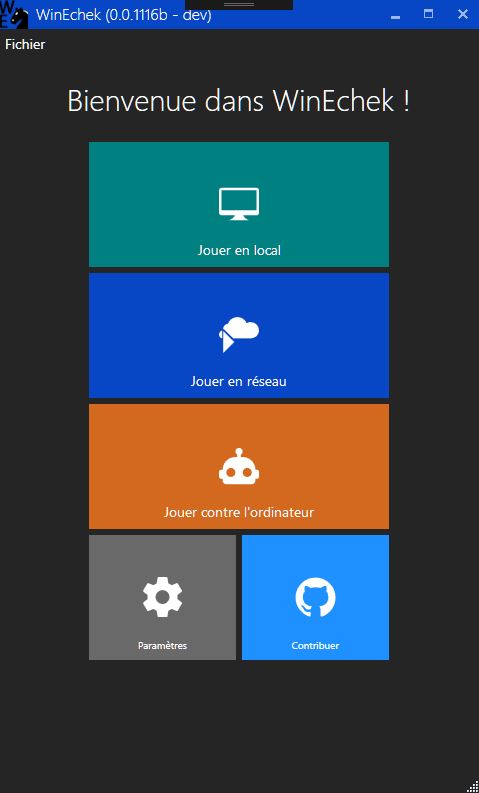 WE
WinEchek (0.0.1116b - dev)
Fichier
Bienvenue dans WinEchek !
Jouer en local
Jouer en réseau
Jouer contre l'ordinateur
Paramètres
Contribuer